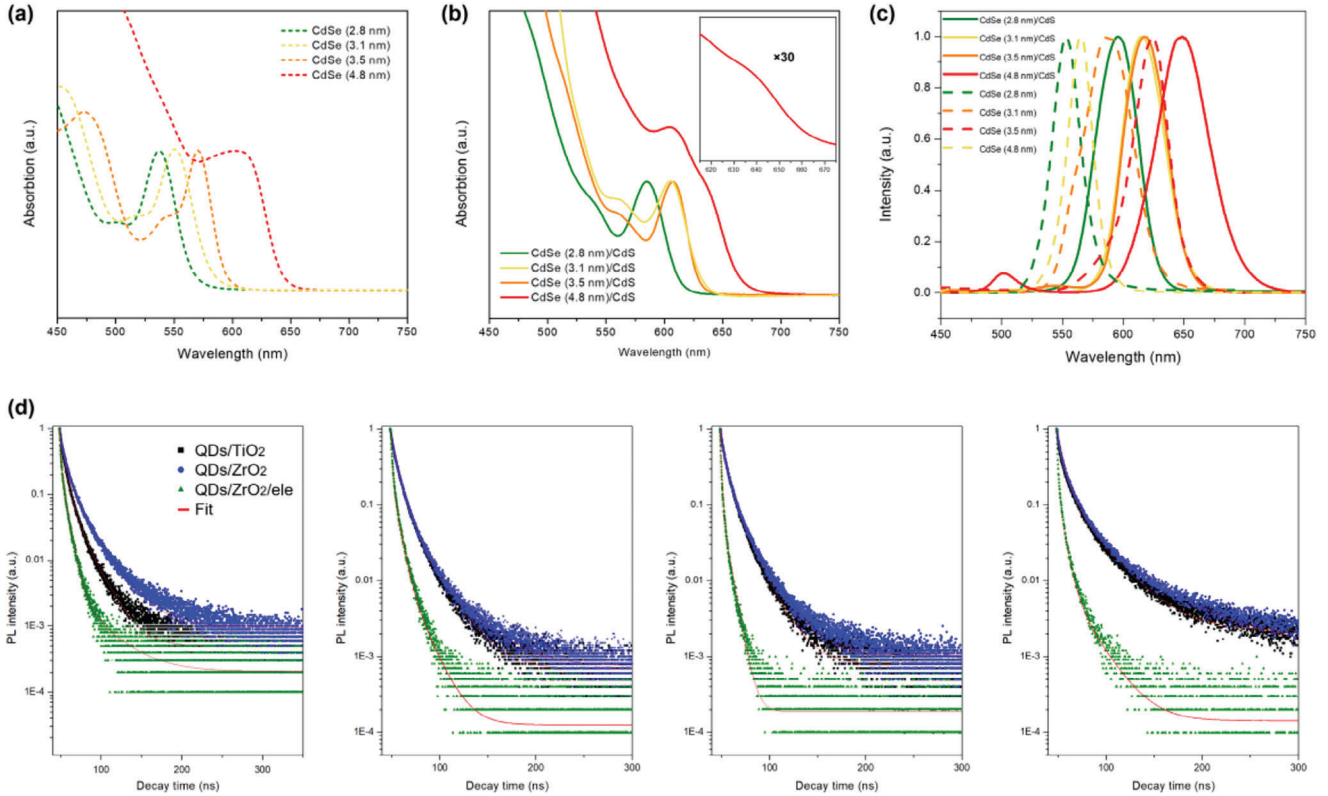 (a)
Absorbtion (a.u.)
CdSe (2.8 nm)
CdSe (3.1 nm)
CdSe (3.5 nm)
CdSe (4.8 nm)
450 500 550 600 650 700 750
Wavelength (nm)
(b)
Absorption (a.u.)
×30
620 630 640 650 660 670
CdSe (2.8 nm)/CdS
CdSe (3.1 nm)/CdS
CdSe (3.5 nm)/CdS
CdSe (4.8 nm)/CdS
450 500 550 600 650 700 750
Wavelength (nm)
(c)
Intensity (a.u.)
1.0
0.8
0.6
0.4
0.2
0.0
CdSe (2.8 nm)/CdS
CdSe (3.1 nm)/CdS
CdSe (3.5 nm)/CdS
CdSe (4.8 nm)/CdS
CdSe (2.8 nm)
CdSe (3.1 nm)
CdSe (3.5 nm)
CdSe (4.8 nm)
450 500 550 600 650 700 750
Wavelength (nm)
(d)
PL intensity (a.u.)
1
0.1
0.01
1E-3
1E-4
QDs/TiO2
QDs/ZrO2
QDs/ZrO2/ele
Fit
100 200 300
Decay time (ns)
PL intensity (a.u.)
1
0.1
0.01
1E-3
1E-4
100 200 300
Decay time (ns)
PL intensity (a.u.)
1
0.1
0.01
1E-3
1E-4
100 200 300
Decay time (ns)
PL intensity (a.u.)
1
0.1
0.01
1E-3
1E-4
100 200 300
Decay time (ns)